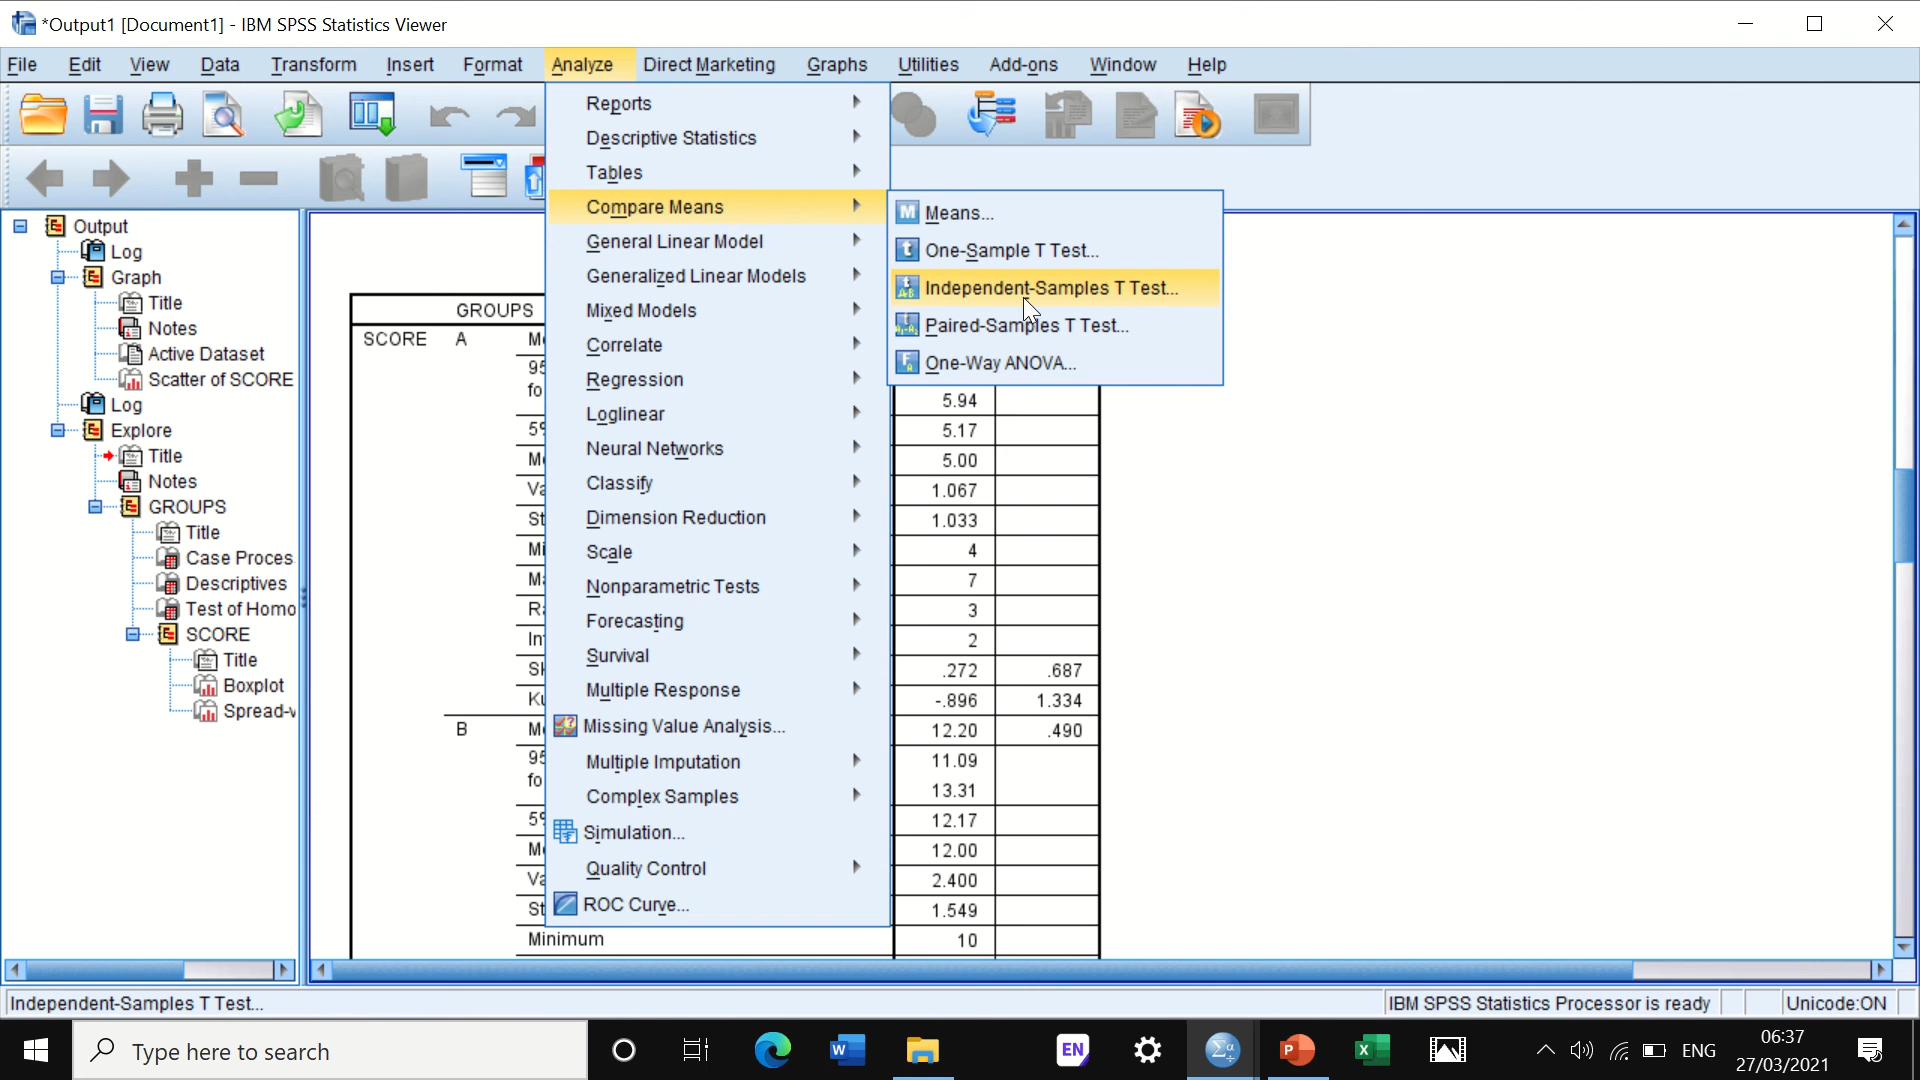 *Output1 [Document1] - IBM SPSS Statistics Viewer
File Edit View Data Transform Insert Format Analyze Direct Marketing Graphs Utilities Add-ons Window Help
Reports
Descriptive Statistics
Tables
Compare Means
General Linear Model
Generalized Linear Models
Mixed Models
Correlate
Regression
Loglinear
Neural Networks
Classify
Dimension Reduction
Scale
Nonparametric Tests
Forecasting
Survival
Multiple Response
Missing Value Analysis...
Multiple Imputation
Complex Samples
Simulation...
Quality Control
ROC Curve...
Means...
One-Sample T Test...
Independent-Samples T Test...
Paired-Samples T Test...
One-Way ANOVA...
Output
Log
Graph
Title
Notes
Active Dataset
Scatter of SCORE
Log
Explore
Title
Notes
GROUPS
Title
Case Proces
Descriptives
Test of Homo
SCORE
Title
Boxplot
Spread-v
GROUPS
SCORE A
5.94
5.17
5.00
1.067
1.033
4
7
3
2
.272 .687
-.896 1.334
B 12.20 .490
11.09
13.31
12.17
12.00
2.400
1.549
Minimum 10
Independent-Samples T Test... IBM SPSS Statistics Processor is ready Unicode:ON
Type here to search EN ENG 06:37
27/03/2021